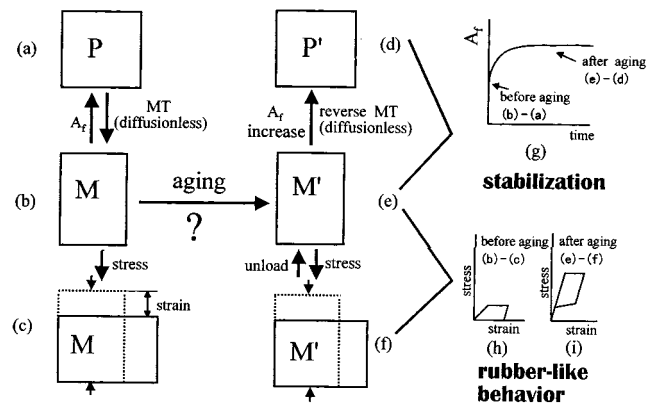 (a)
P
P'
(d)
A_f
MT
(diffusionless)
A_f
increase
reverse MT
(diffusionless)
(b)
M
aging
?
M'
(e)
stress
unload
stress
strain
(c)
M
M'
(f)
A_f
after aging
(e)-(d)
before aging
(b)-(a)
time
(g)
stabilization
before aging
(b)-(c)
after aging
(e)-(f)
stress
strain
stress
strain
(h)
(i)
rubber-like
behavior